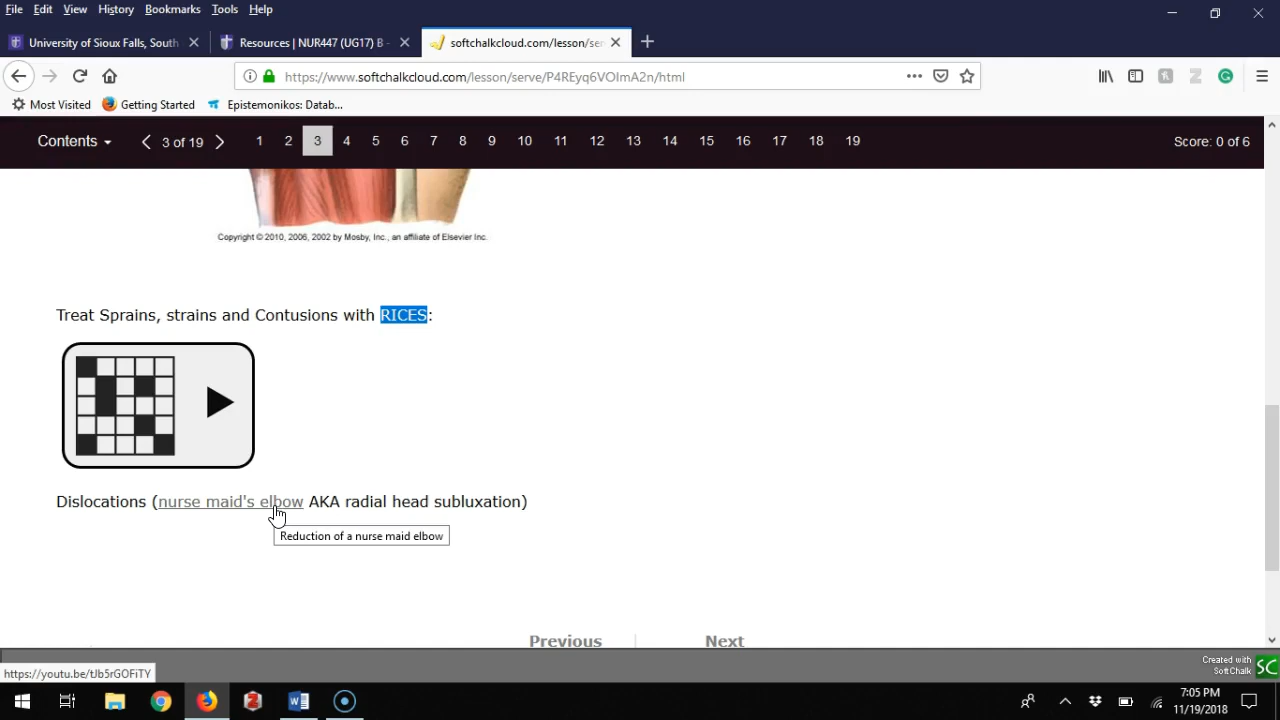 File Edit View History Bookmarks Tools Help
University of Sioux Falls, South
Resources | NUR447 (UG17) B -
softchalkcloud.com/lesson/ser
https://www.softchalkcloud.com/lesson/serve/P4REyq6VOlmA2n/html
Most Visited Getting Started Epistemonikos: Datab...
Contents 3 of 19 1 2 3 4 5 6 7 8 9 10 11 12 13 14 15 16 17 18 19 Score: 0 of 6
Copyright © 2010, 2006, 2002 by Mosby, Inc., an affiliate of Elsevier Inc.
Treat Sprains, strains and Contusions with RICES:
Dislocations (nurse maid's elbow AKA radial head subluxation)
Reduction of a nurse maid elbow
Previous Next
Created with
SoftChalk
SC
https://youtu.be/tJb5rGOFiTY
7:05 PM
11/19/2018